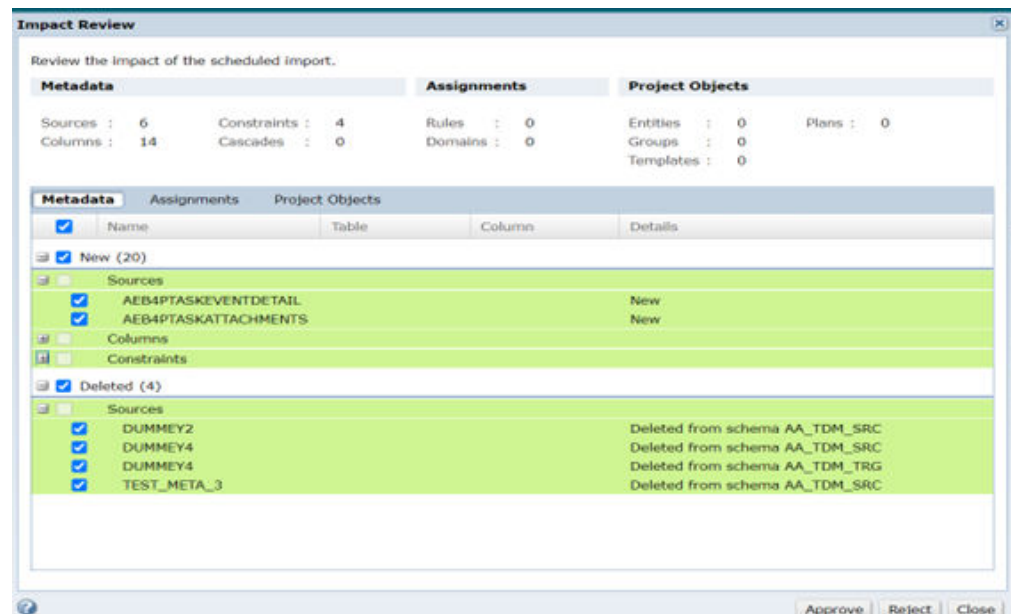 Impact Review
Review the impact of the scheduled import.
Metadata Assignments Project Objects
Sources : 6 Constraints : 4 Rules : 0 Entities : 0 Plans : 0
Columns : 14 Cascades : 0 Domains : 0 Groups : 0
Templates : 0
Metadata Assignments Project Objects
Name Table Column Details
New (20)
Sources
AEB4PTASKEVENTDETAIL New
AEB4PTASKATTACHMENTS New
Columns
Constraints
Deleted (4)
Sources
DUMMEY2 Deleted from schema AA_TDM_SRC
DUMMEY4 Deleted from schema AA_TDM_SRC
DUMMEY4 Deleted from schema AA_TDM_TRG
TEST_META_3 Deleted from schema AA_TDM_SRC
Approve Reject Close